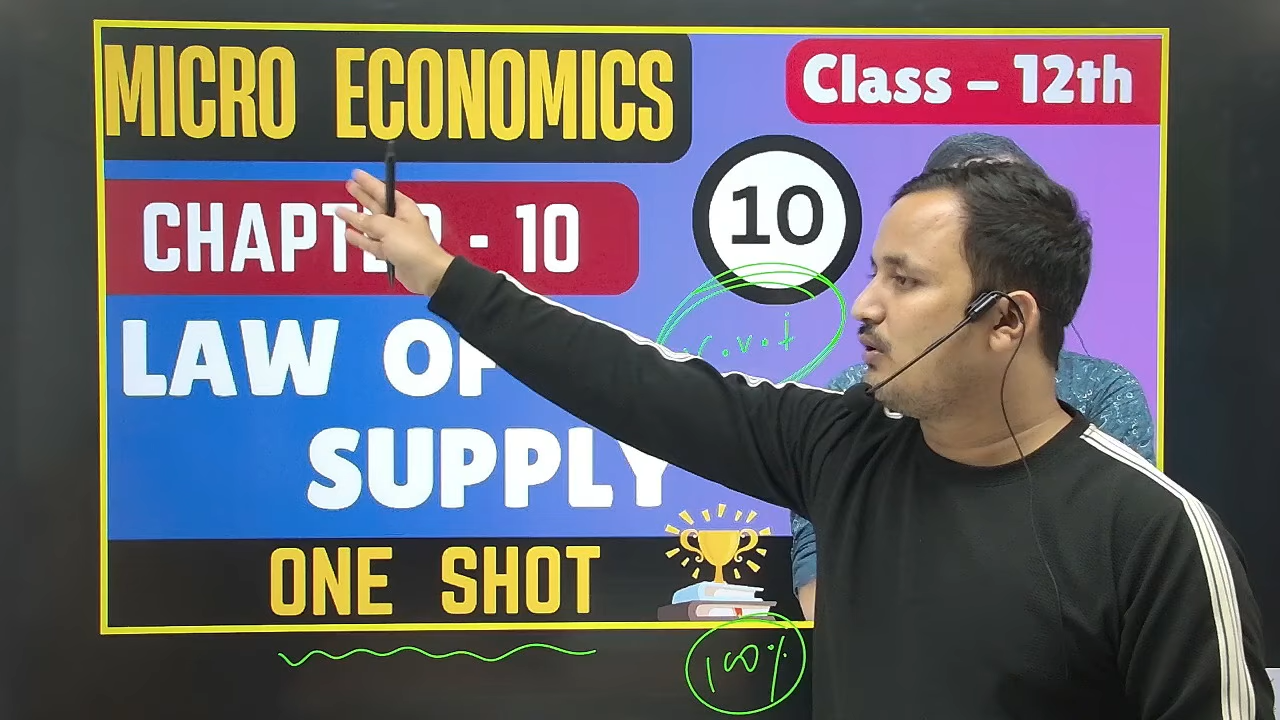 MICRO ECONOMICS
Class – 12th
10
CHAPTER - 10
v.v.i
LAW OF
SUPPLY
ONE SHOT
100%